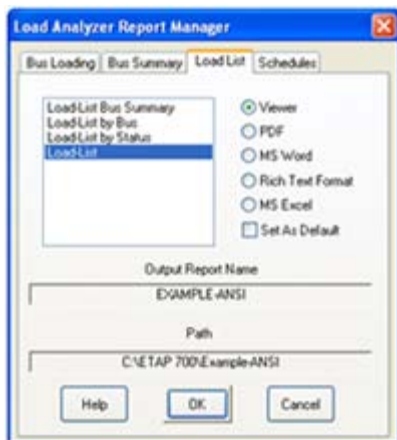 Load Analyzer Report Manager
Bus Loading Bus Summary Load List Schedules
Load-List Bus Summary
Load-List by Bus
Load-List by Status
Load-List
Viewer
PDF
MS Word
Rich Text Format
MS Excel
Set As Default
Output Report Name
EXAMPLE-ANSI
Path
C:\ETAP 700\Example-ANSI
Help OK Cancel